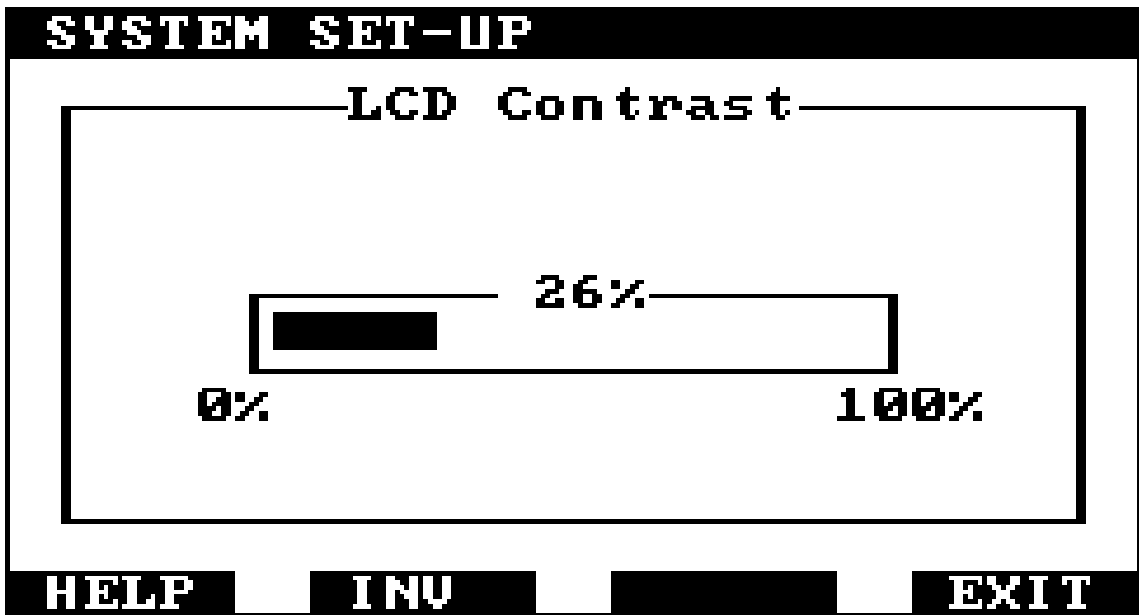 SYSTEM SET-UP
LCD Contrast
26%
0% 100%
HELP INV EXIT